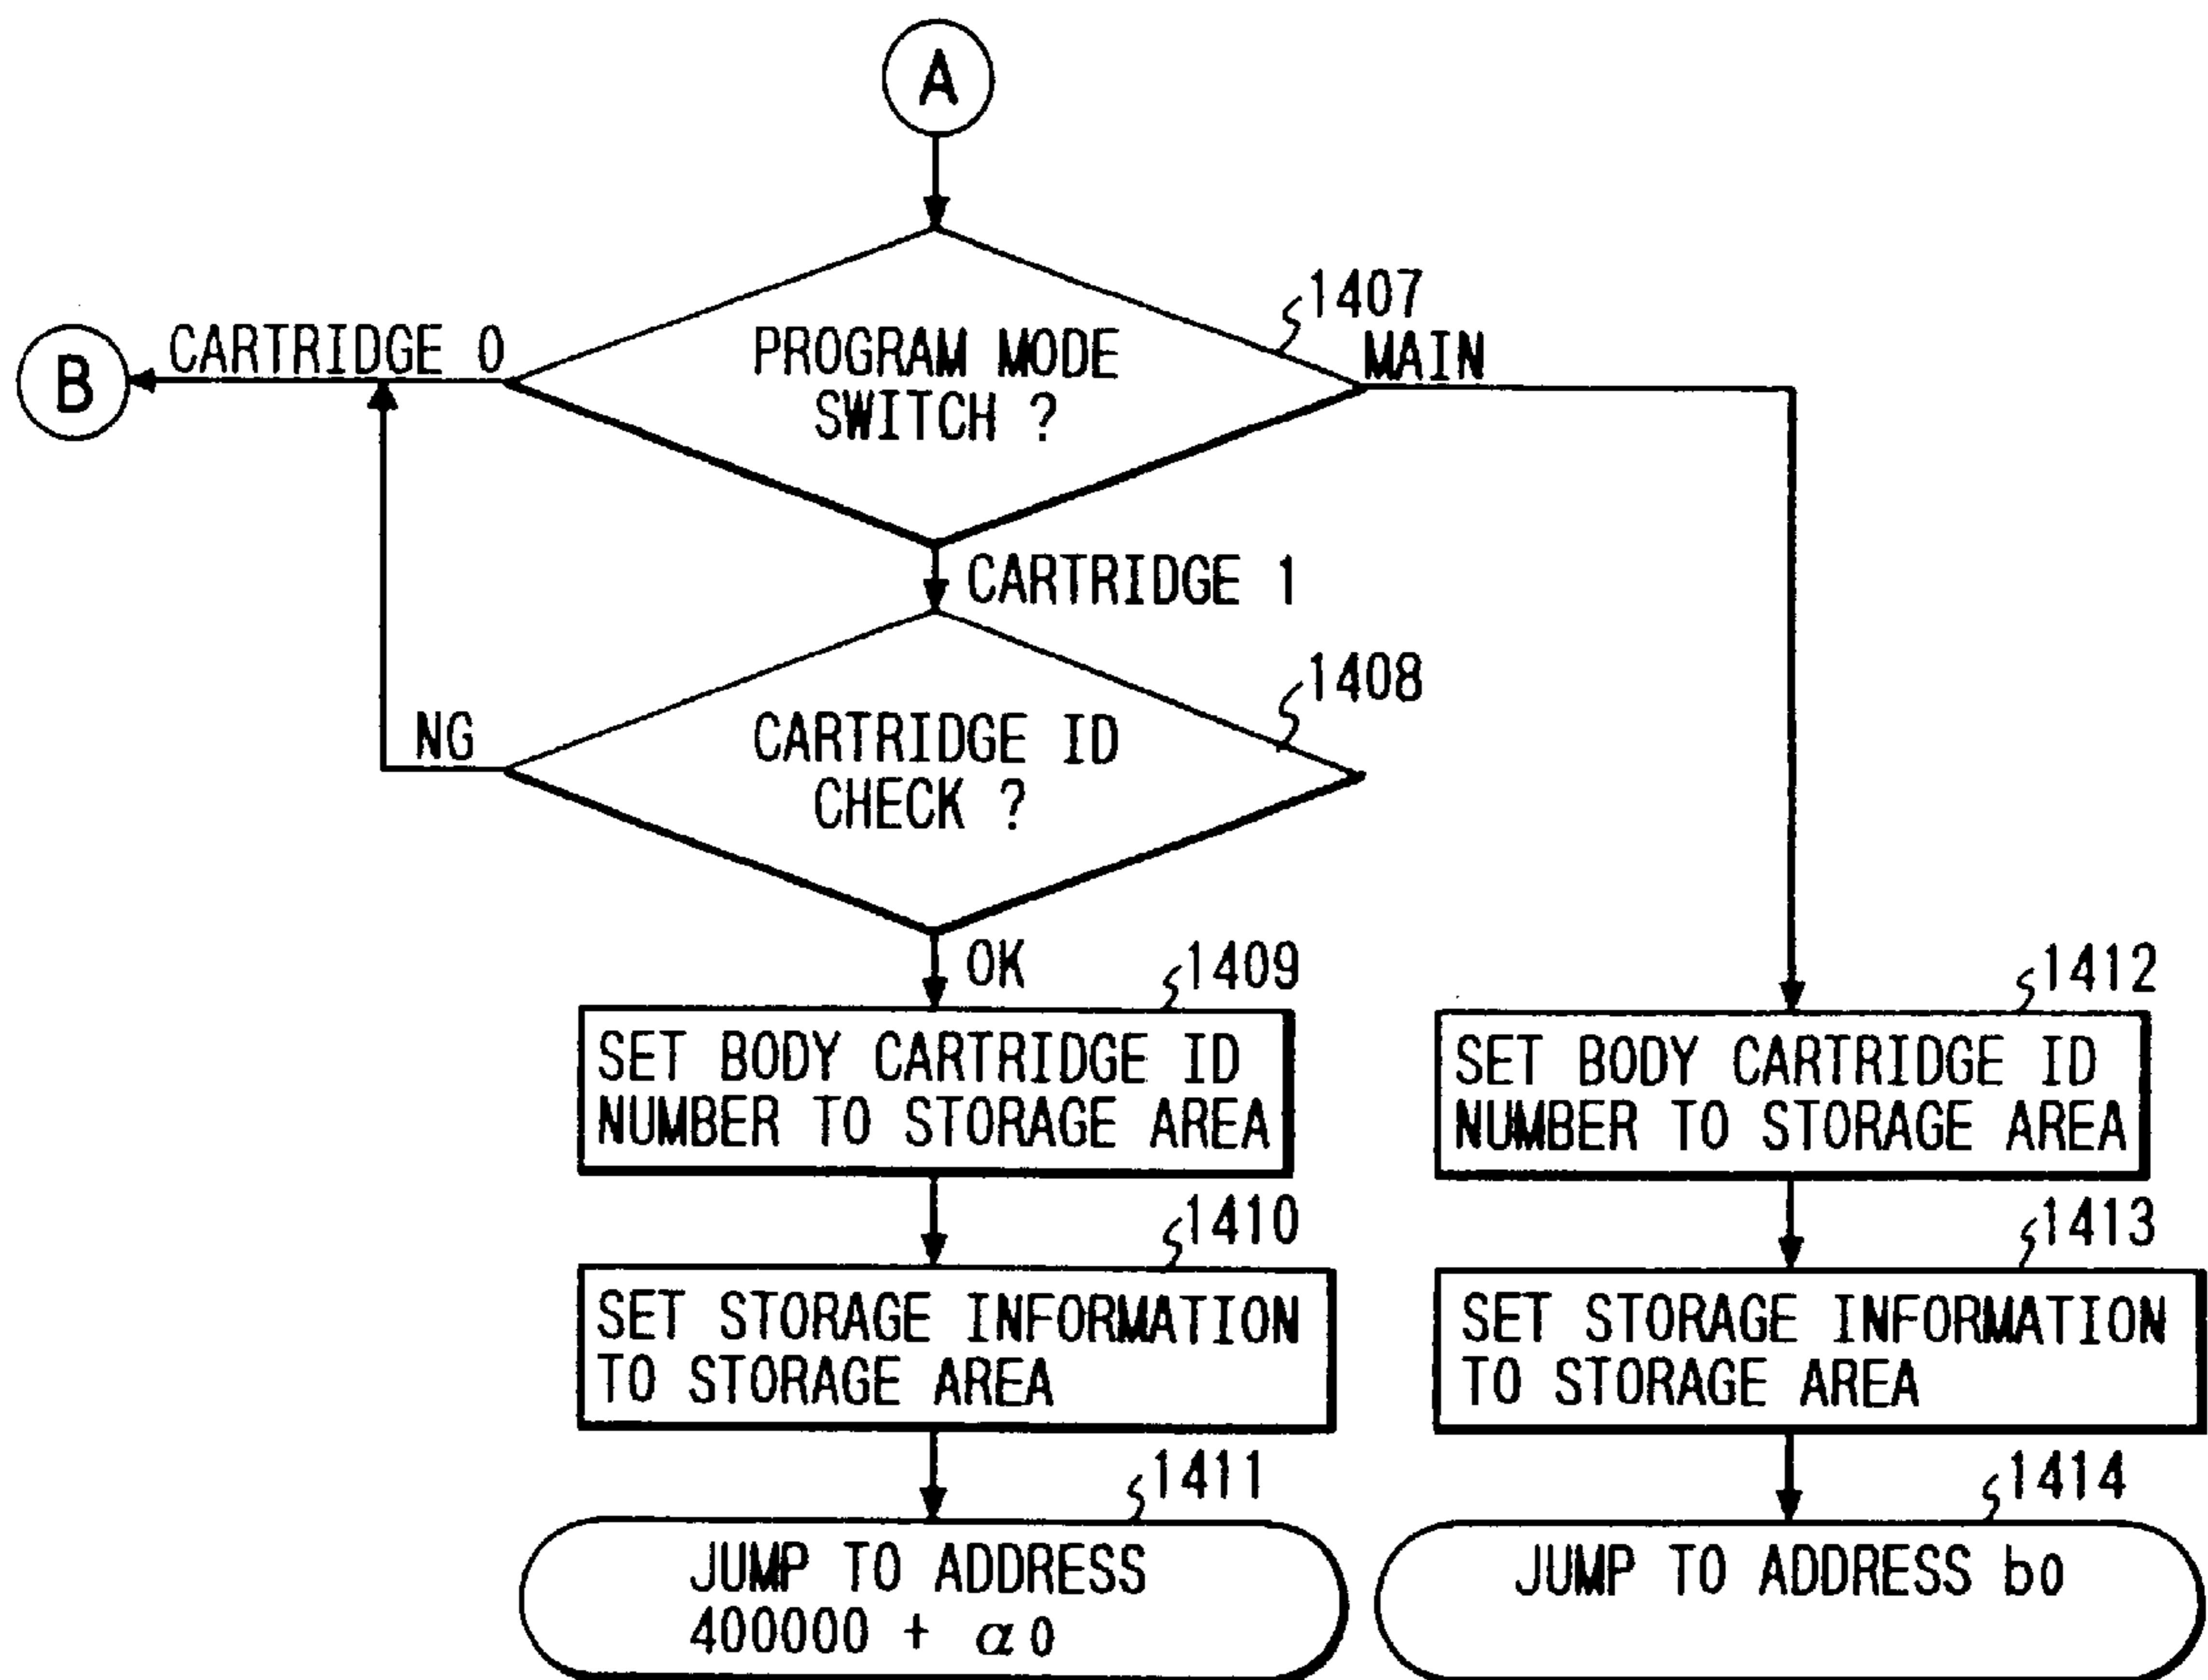 A
1407
CARTRIDGE 0
B
PROGRAM MODE
SWITCH ?
MAIN
CARTRIDGE 1
1408
NG
CARTRIDGE ID
CHECK ?
OK
1409
SET BODY CARTRIDGE ID
NUMBER TO STORAGE AREA
1410
SET STORAGE INFORMATION
TO STORAGE AREA
1411
JUMP TO ADDRESS
400000 + α0
1412
SET BODY CARTRIDGE ID
NUMBER TO STORAGE AREA
1413
SET STORAGE INFORMATION
TO STORAGE AREA
1414
JUMP TO ADDRESS b0